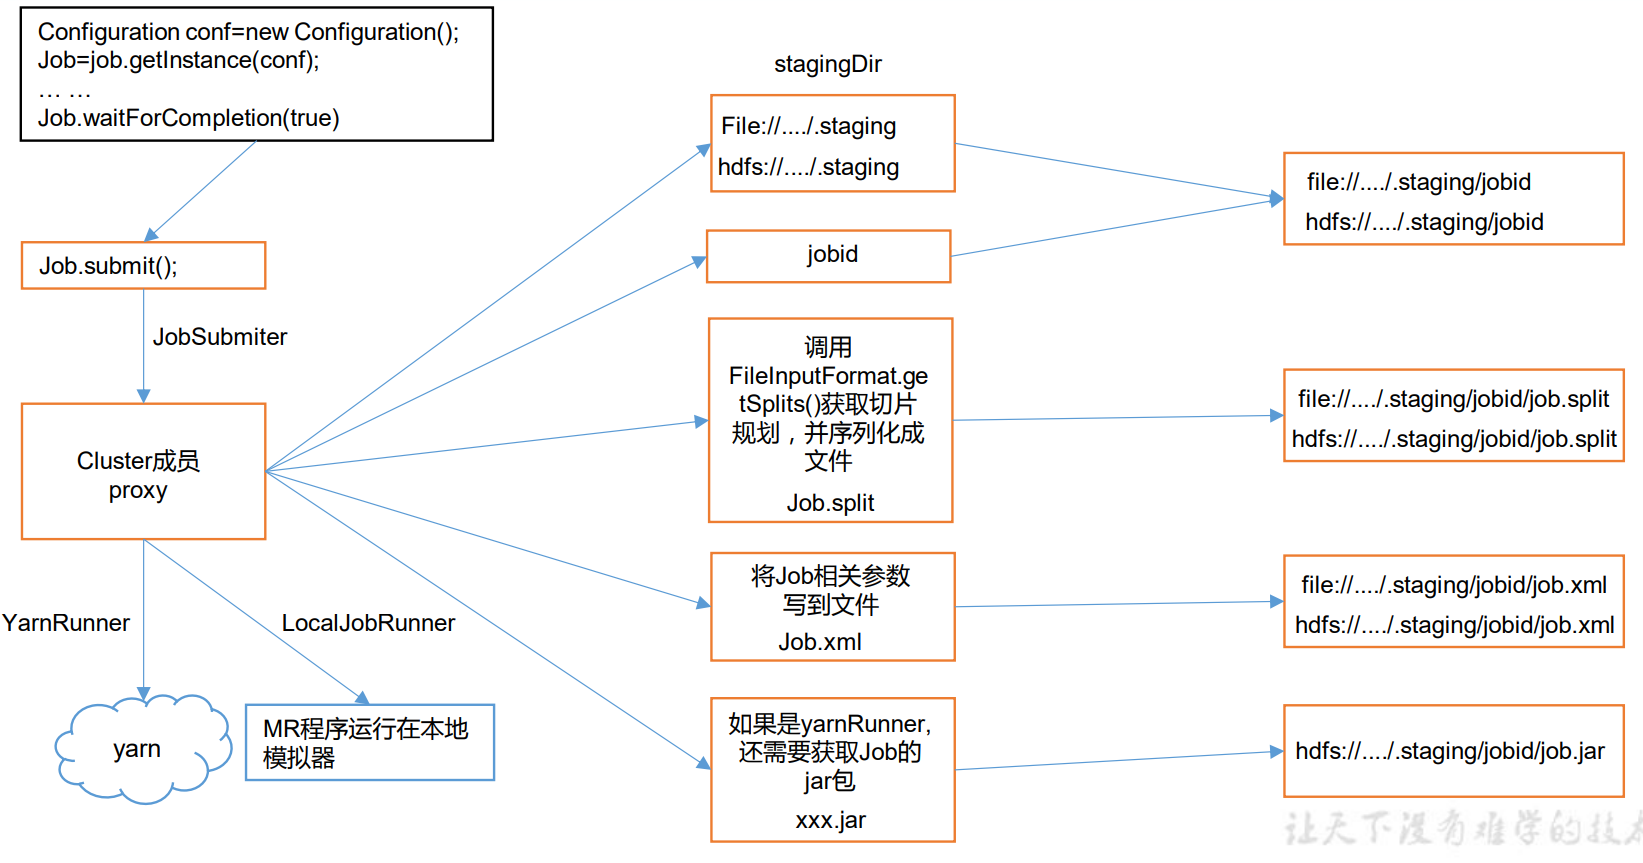 Configuration conf=new Configuration();
Job=job.getInstance(conf);
… …
Job.waitForCompletion(true)
Job.submit();
JobSubmiter
Cluster成员
proxy
YarnRunner
LocalJobRunner
yarn
MR程序运行在本地
模拟器
stagingDir
File://..../.staging
hdfs://..../.staging
jobid
调用
FileInputFormat.ge
tSplits()获取切片
规划，并序列化成
文件
Job.split
将Job相关参数
写到文件
Job.xml
如果是yarnRunner,
还需要获取Job的
jar包
xxx.jar
file://..../.staging/jobid
hdfs://..../.staging/jobid
file://..../.staging/jobid/job.split
hdfs://..../.staging/jobid/job.split
file://..../.staging/jobid/job.xml
hdfs://..../.staging/jobid/job.xml
hdfs://..../.staging/jobid/job.jar
让天下没有难学的技术